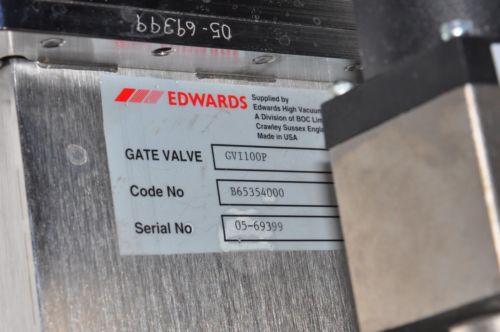 05-69399
EDWARDS
Supplied by
Edwards High Vacuum
A Division of BOC Lim
Crawley Sussex Engl
Made in USA
GATE VALVE GVI100P
Code No B65354000
Serial No 05-69399